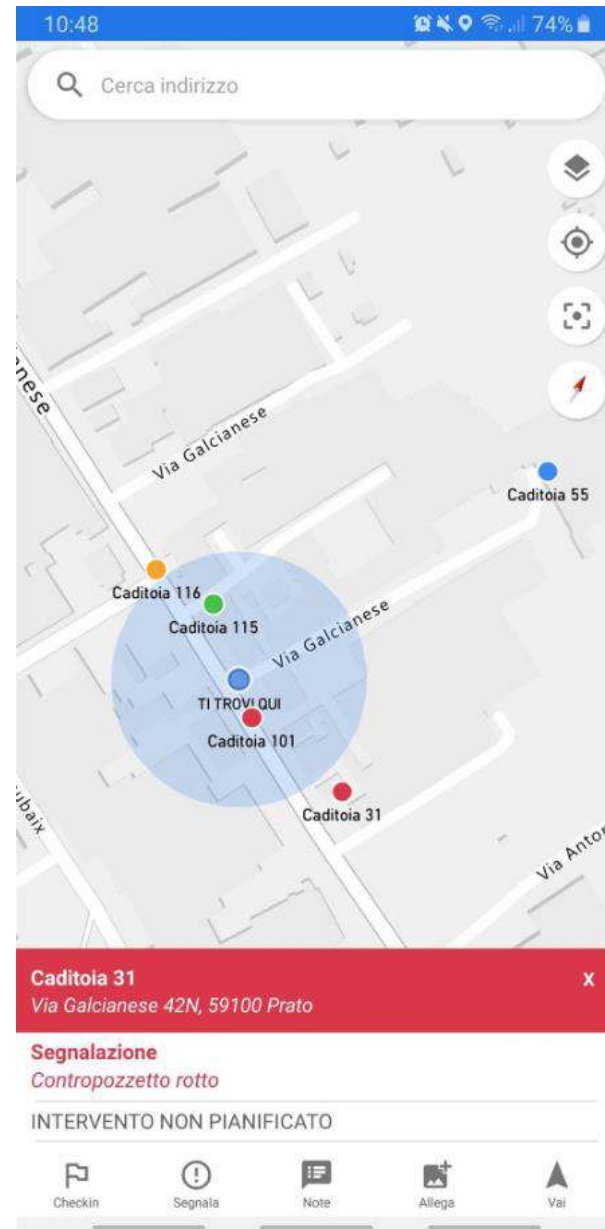 10:48
74%
Cerca indirizzo
nese
Via Galcianese
Caditoia 55
Caditoia 116
Caditoia 115
Via Galcianese
TI TROVI QUI
Caditoia 101
Caditoia 31
ubaix
Via Anton
Caditoia 31 X
Via Galcianese 42N, 59100 Prato
Segnalazione
Contropozzetto rotto
INTERVENTO NON PIANIFICATO
Checkin Segnala Note Allega Vai